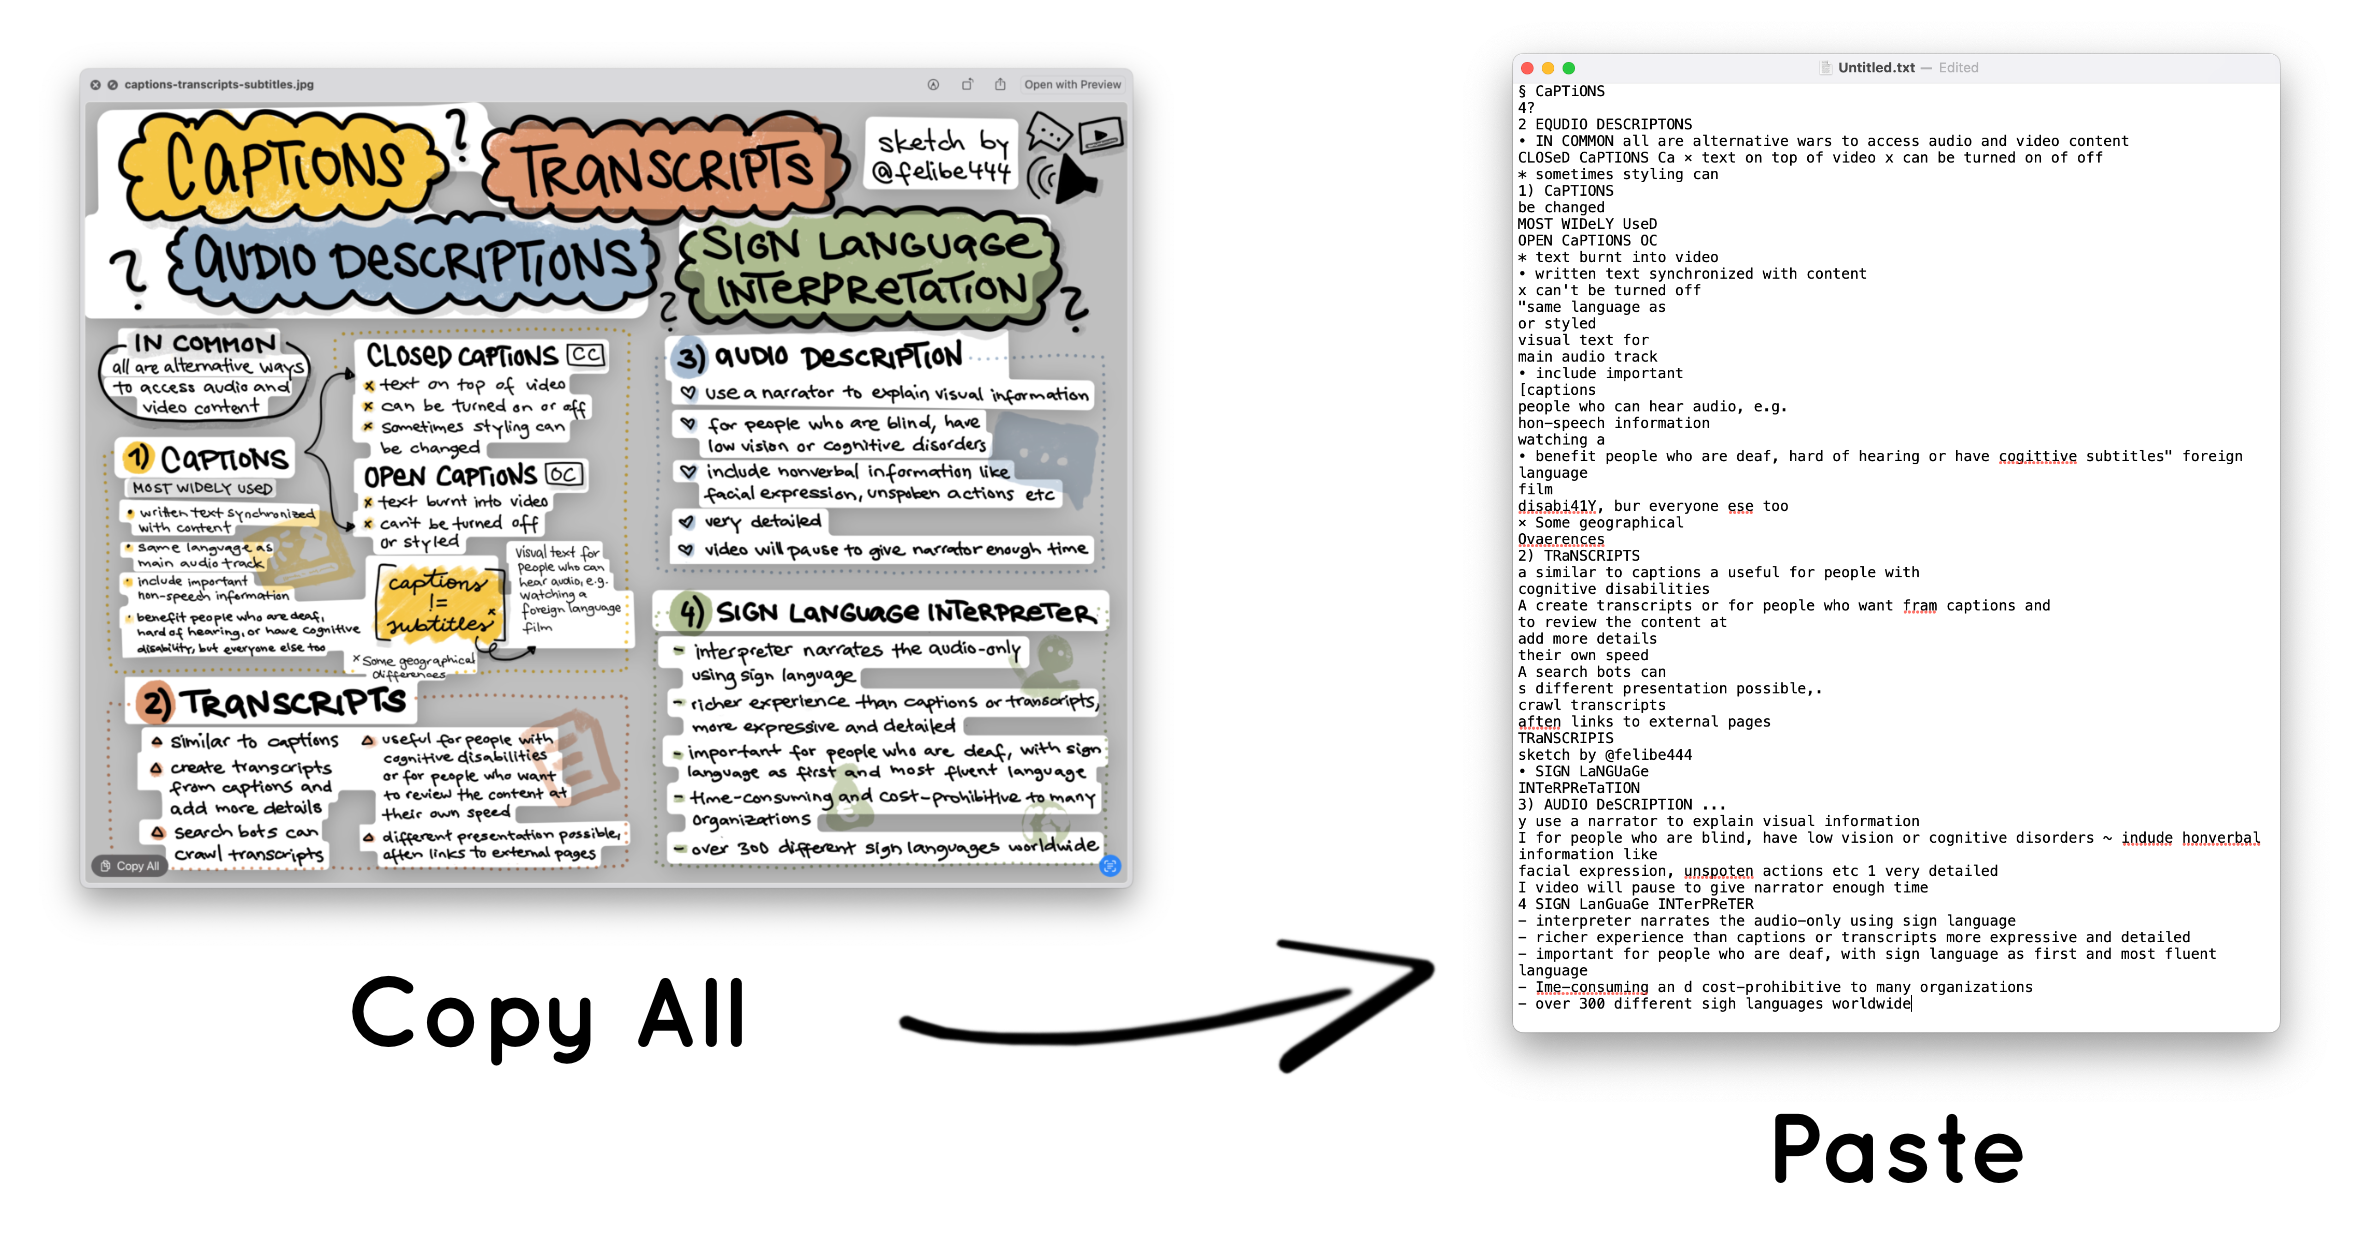 captions-transcripts-subtitles.jpg
Open with Preview
CAPTIONS
?
TRANSCRIPTS
sketch by
@felibe444
?
AUDIO DESCRIPTIONS
?
SIGN LANGUAGE
INTERPRETATION
?
IN COMMON
all are alternative ways
to access audio and
video content
CLOSED CAPTIONS CC
x text on top of video
x can be turned on or off
x sometimes styling can
be changed
1) CAPTIONS
MOST WIDELY USED
• written text synchronized
with content
• same language as
main audio track
• include important
non-speech information
• benefit people who are deaf,
hard of hearing, or have cognitive
disability, but everyone else too
OPEN CAPTIONS OC
x text burnt into video
x can't be turned off
or styled
captions
!=
subtitles x
visual text for
people who can
hear audio, e.g.
watching a
foreign language
film
x Some geographical
differences
2) TRANSCRIPTS
△ similar to captions
△ create transcripts
from captions and
add more details
△ search bots can
crawl transcripts
△ useful for people with
cognitive disabilities
or for people who want
to review the content at
their own speed
△ different presentation possible,
often links to external pages
3) AUDIO DESCRIPTION
♡ use a narrator to explain visual information
♡ for people who are blind, have
low vision or cognitive disorders
♡ include nonverbal information like
facial expression, unspoken actions etc
♡ very detailed
♡ video will pause to give narrator enough time
4) SIGN LANGUAGE INTERPRETER
- interpreter narrates the audio-only
using sign language
- richer experience than captions or transcripts,
more expressive and detailed
- important for people who are deaf, with sign
language as first and most fluent language
- time-consuming and cost-prohibitive to many
organizations
- over 300 different sign languages worldwide
Copy All
Copy All
Untitled.txt — Edited
§ CaPTiONS
4?
2 EQUDIO DESCRIPTONS
• IN COMMON all are alternative wars to access audio and video content
CLOSeD CaPTIONS Ca × text on top of video x can be turned on of off
* sometimes styling can
1) CaPTIONS
be changed
MOST WIDeLY UseD
OPEN CaPTIONS OC
* text burnt into video
• written text synchronized with content
x can't be turned off
"same language as
or styled
visual text for
main audio track
• include important
[captions
people who can hear audio, e.g.
hon-speech information
watching a
• benefit people who are deaf, hard of hearing or have cogittive subtitles" foreign
language
film
disabi41Y, bur everyone ese too
× Some geographical
Ovaerences
2) TRaNSCRIPTS
a similar to captions a useful for people with
cognitive disabilities
A create transcripts or for people who want fram captions and
to review the content at
add more details
their own speed
A search bots can
s different presentation possible,.
crawl transcripts
aften links to external pages
TRaNSCRIPIS
sketch by @felibe444
• SIGN LaNGUaGe
INTeRPReTaTION
3) AUDIO DeSCRIPTION ...
y use a narrator to explain visual information
I for people who are blind, have low vision or cognitive disorders ~ indude honverbal
information like
facial expression, unspoten actions etc 1 very detailed
I video will pause to give narrator enough time
4 SIGN LanGuaGe INTerPReTER
– interpreter narrates the audio-only using sign language
– richer experience than captions or transcripts more expressive and detailed
– important for people who are deaf, with sign language as first and most fluent
language
– Ime-consuming an d cost-prohibitive to many organizations
– over 300 different sigh languages worldwide
Paste